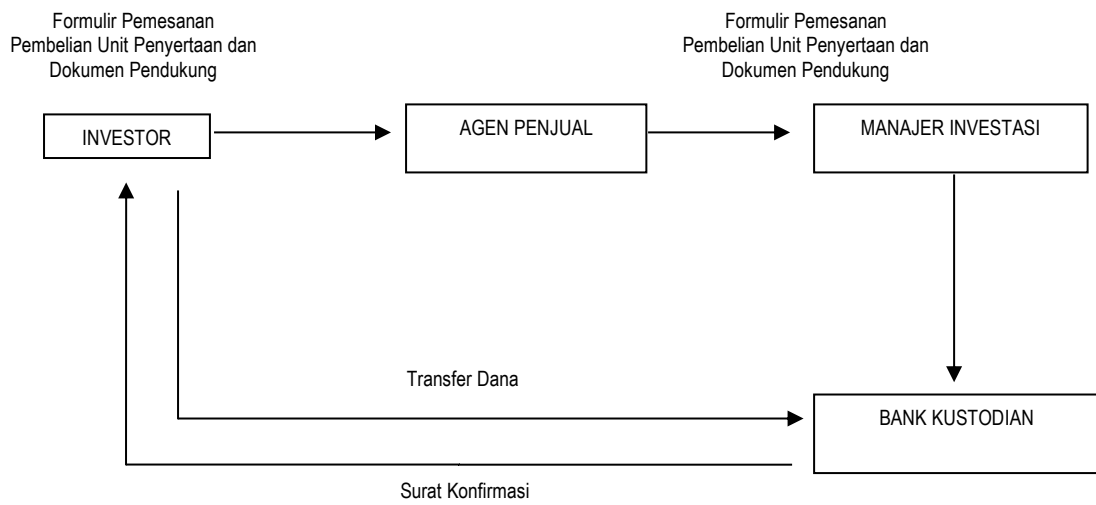 Formulir Pemesanan
Pembelian Unit Penyertaan dan
Dokumen Pendukung
Formulir Pemesanan
Pembelian Unit Penyertaan dan
Dokumen Pendukung
INVESTOR
AGEN PENJUAL
MANAJER INVESTASI
Transfer Dana
BANK KUSTODIAN
Surat Konfirmasi